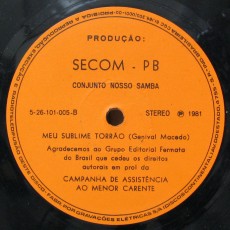 PRODUÇÃO:
SECOM - PB
CONJUNTO NOSSO SAMBA
5-26-101-005-B
STEREO Ⓟ 1981
MEU SUBLIME TORRÃO (Genival Macedo)
Agradecemos ao Grupo Editorial Fermata
do Brasil que cedeu os direitos
autorais em prol da
CAMPANHA DE ASSISTÊNCIA
AO MENOR CARENTE